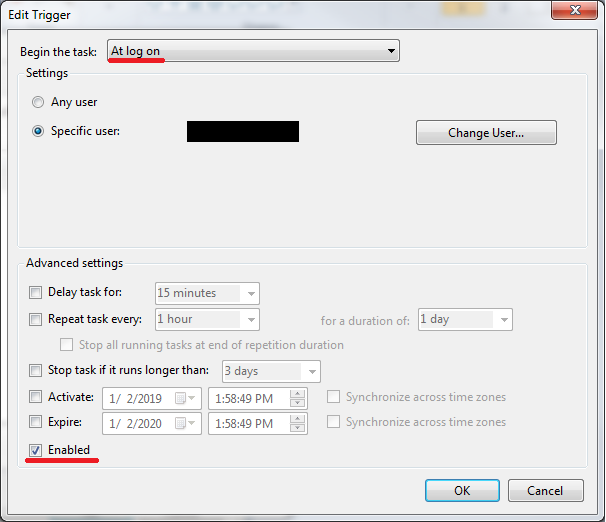 Edit Trigger
Begin the task: At log on
Settings
Any user
Specific user: Change User...
Advanced settings
Delay task for: 15 minutes
Repeat task every: 1 hour for a duration of: 1 day
Stop all running tasks at end of repetition duration
Stop task if it runs longer than: 3 days
Activate: 1/ 2/2019 1:58:49 PM Synchronize across time zones
Expire: 1/ 2/2020 1:58:49 PM Synchronize across time zones
Enabled
OK Cancel